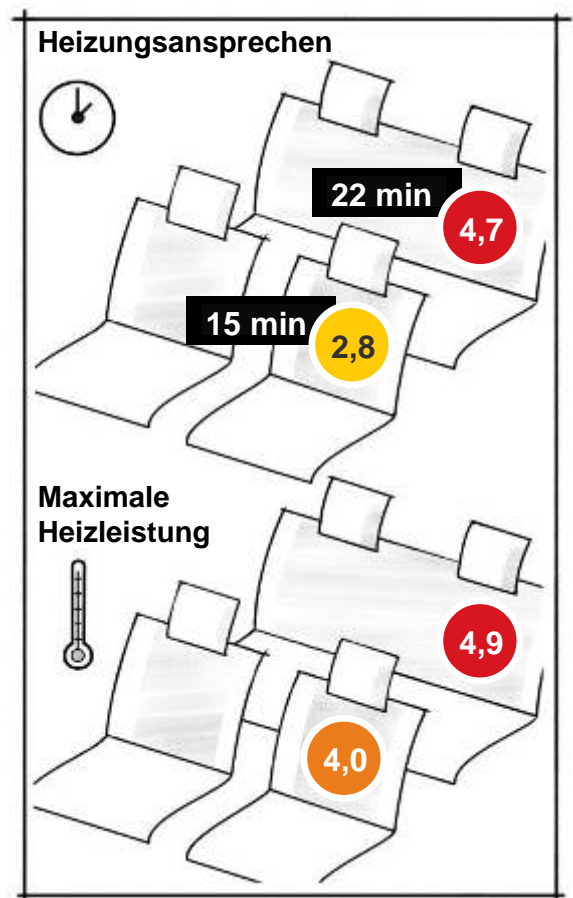 Heizungsansprechen
22 min
4,7
15 min
2,8
Maximale
Heizleistung
4,9
4,0